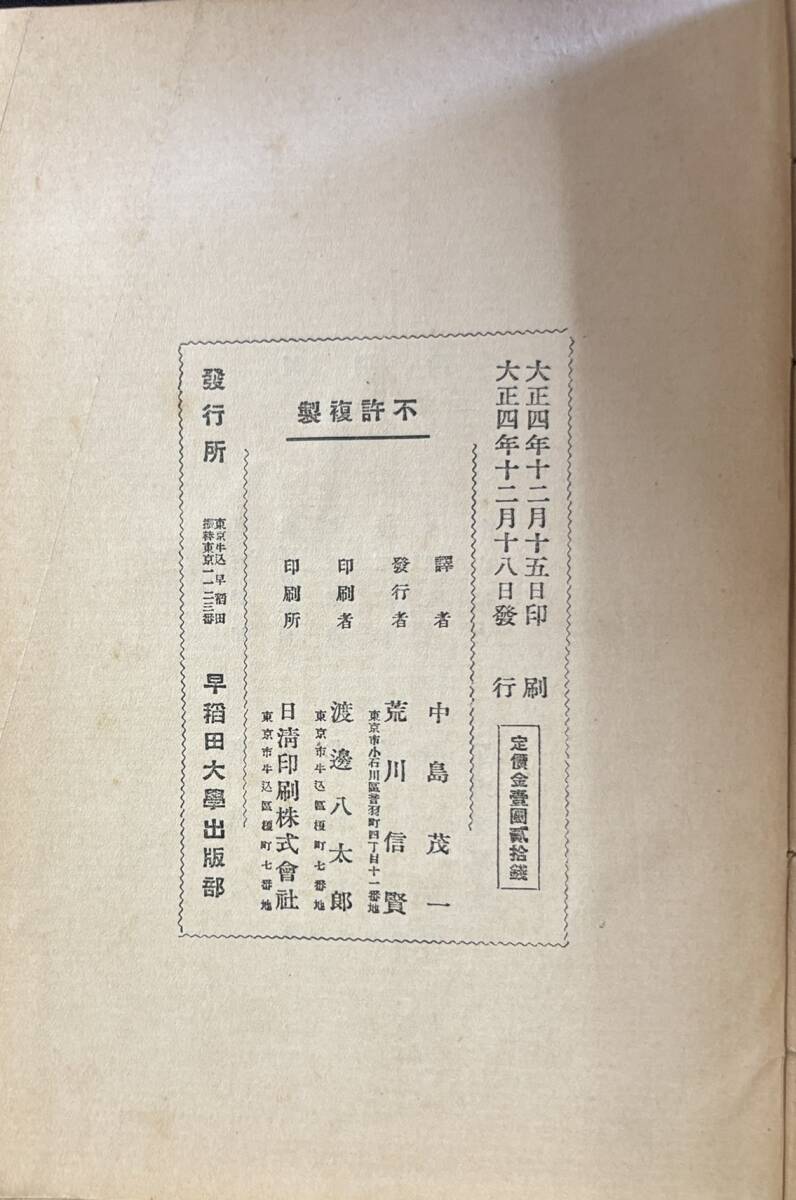 大正四年十二月十五日印刷
大正四年十二月十八日發行
定價金壹圓貳拾錢
不許複製
譯者 中島茂一
發行者 荒川信賢
東京市小石川區音羽町四丁目十一番地
印刷者 渡邊八太郎
東京市牛込區榎町七番地
印刷所 日淸印刷株式會社
東京市牛込區榎町七番地
發行所
東京牛込早稻田
振替東京一一二三番
早稻田大學出版部